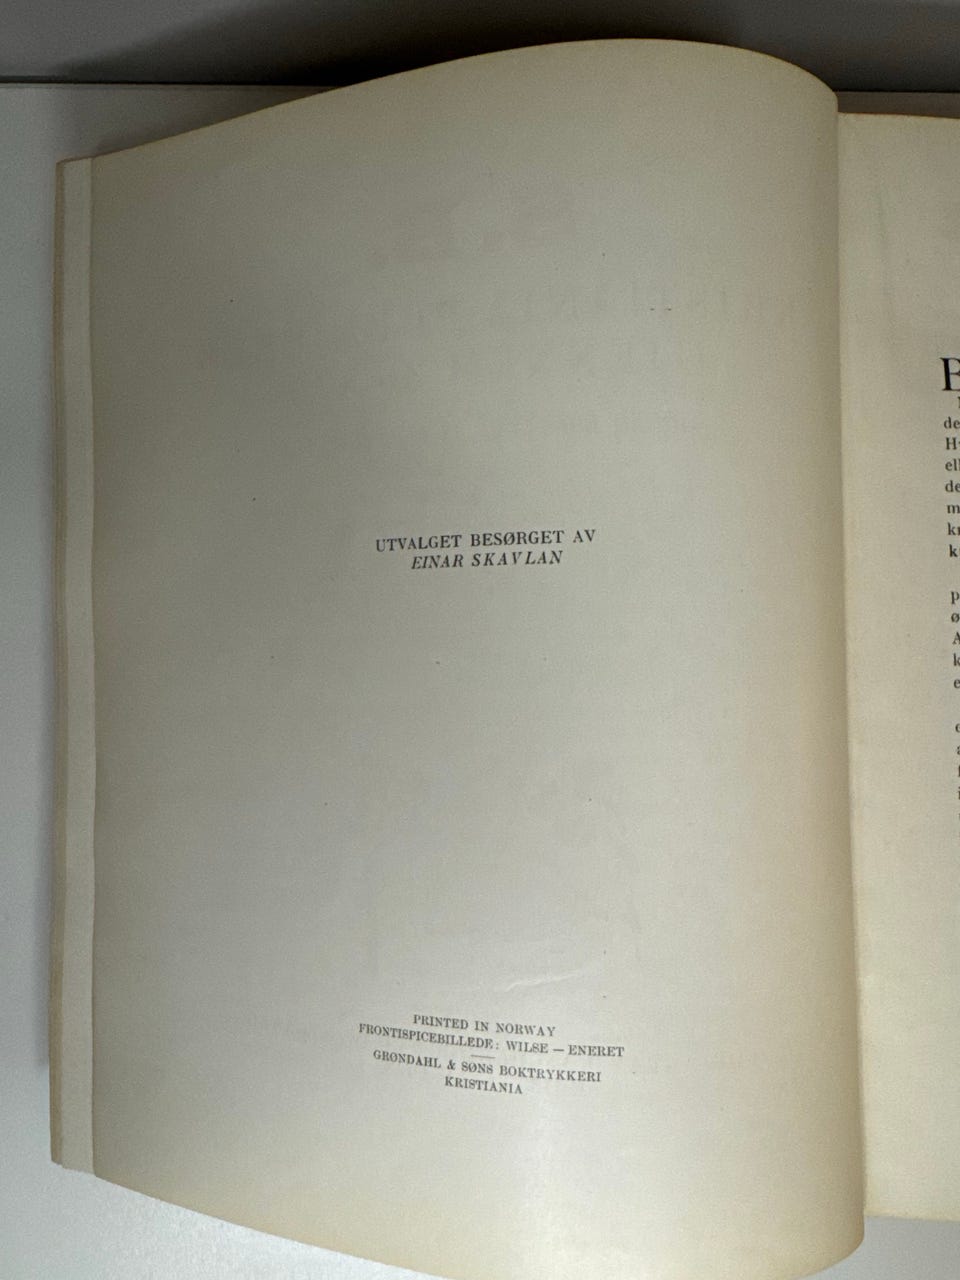 UTVALGET BESØRGET AV
EINAR SKAVLAN
PRINTED IN NORWAY
FRONTISPICEBILLEDE: WILSE — ENERET
GRØNDAHL & SØNS BOKTRYKKERI
KRISTIANIA